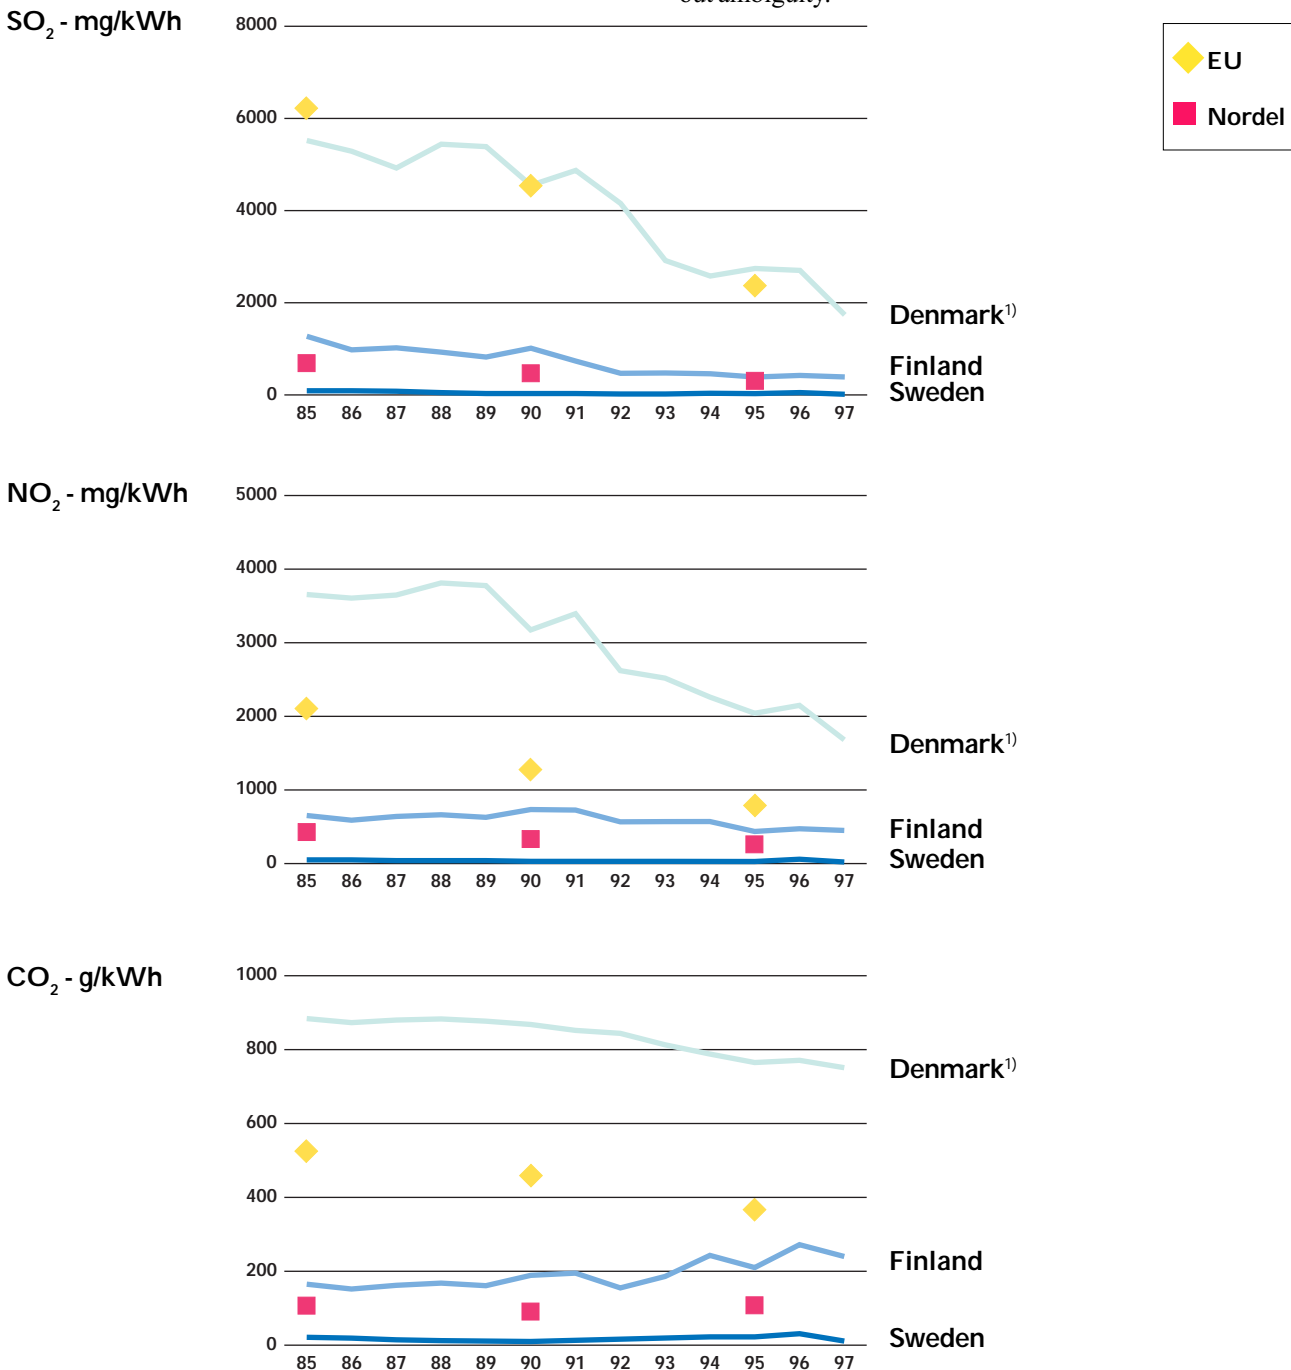 but ambiguity.
SO2 - mg/kWh
8000
6000
4000
2000
0
85 86 87 88 89 90 91 92 93 94 95 96 97
Denmark1)
Finland
Sweden
EU
Nordel
NO2 - mg/kWh
5000
4000
3000
2000
1000
0
85 86 87 88 89 90 91 92 93 94 95 96 97
Denmark1)
Finland
Sweden
CO2 - g/kWh
1000
800
600
400
200
0
85 86 87 88 89 90 91 92 93 94 95 96 97
Denmark1)
Finland
Sweden